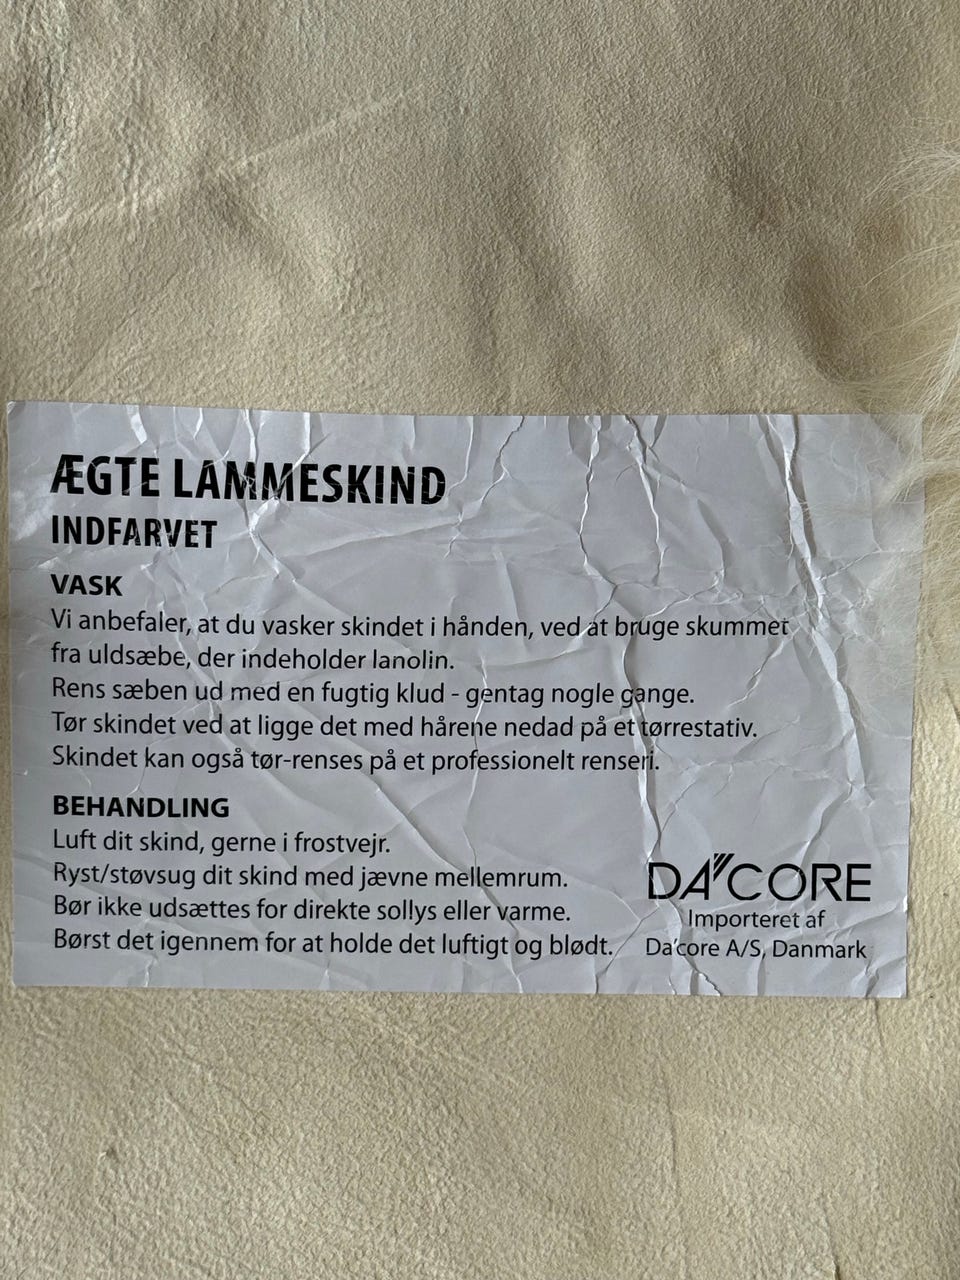 ÆGTE LAMMESKIND
INDFARVET
VASK
Vi anbefaler, at du vasker skindet i hånden, ved at bruge skummet
fra uldsæbe, der indeholder lanolin.
Rens sæben ud med en fugtig klud - gentag nogle gange.
Tør skindet ved at ligge det med hårene nedad på et tørrestativ.
Skindet kan også tør-renses på et professionelt renseri.
BEHANDLING
Luft dit skind, gerne i frostvejr.
Ryst/støvsug dit skind med jævne mellemrum.
Bør ikke udsættes for direkte sollys eller varme.
Børst det igennem for at holde det luftigt og blødt.
DA'CORE
Importeret af
Da'core A/S, Danmark